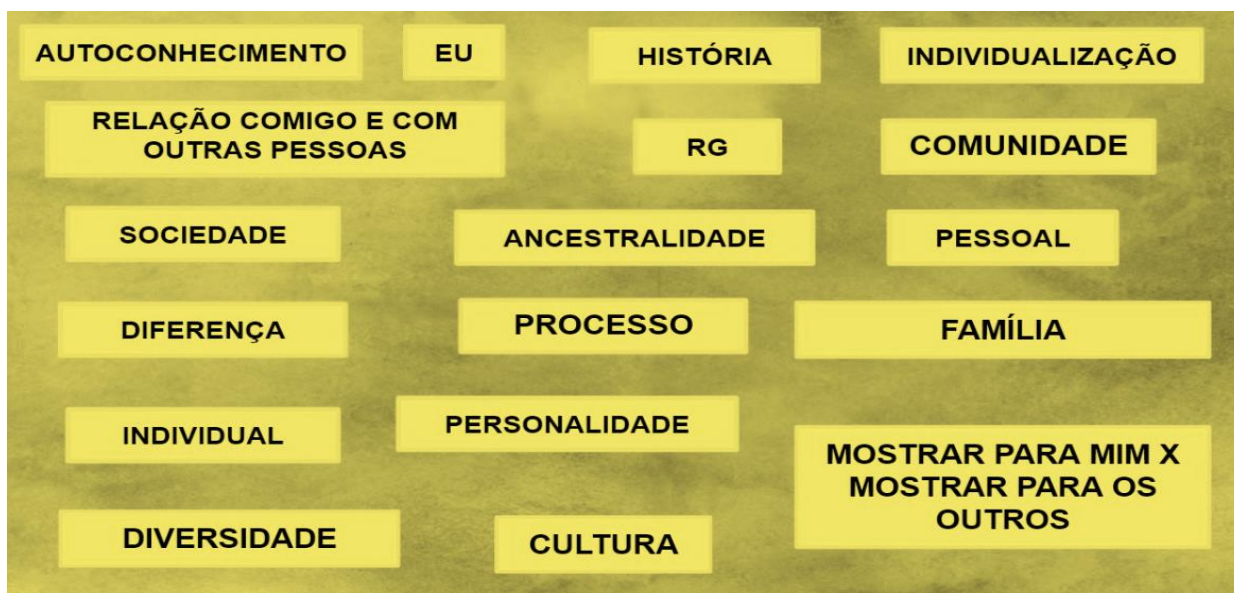 AUTOCONHECIMENTO
EU
HISTÓRIA
INDIVIDUALIZAÇÃO
RELAÇÃO COMIGO E COM
OUTRAS PESSOAS
RG
COMUNIDADE
SOCIEDADE
ANCESTRALIDADE
PESSOAL
DIFERENÇA
PROCESSO
FAMÍLIA
INDIVIDUAL
PERSONALIDADE
MOSTRAR PARA MIM X
MOSTRAR PARA OS
OUTROS
DIVERSIDADE
CULTURA